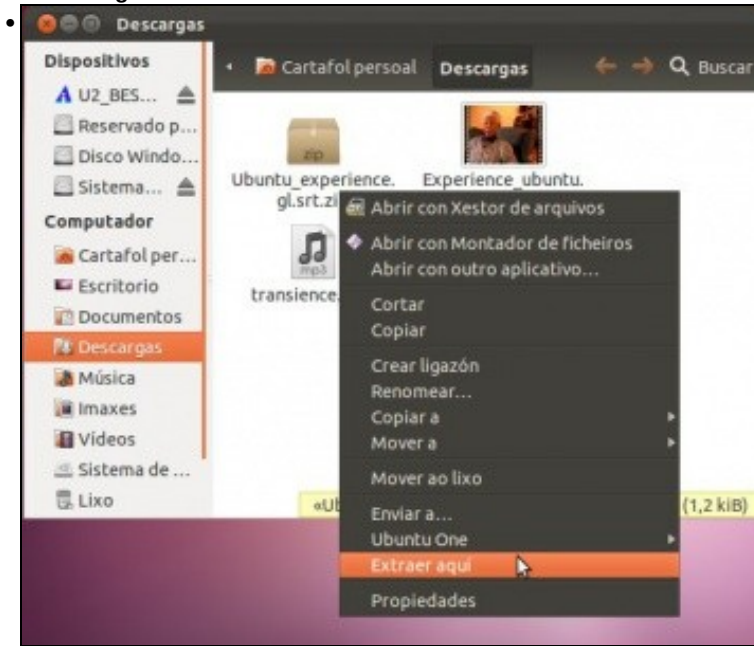 Descargas
Dispositivos
U2_BES...
Reservado p...
Disco Windo...
Sistema...
Computador
Cartafol per...
Escritorio
Documentos
Descargas
Música
Imaxes
Vídeos
Sistema de ...
Lixo
Cartafol persoal Descargas Buscar
zip
Ubuntu_experience.
gl.srt.zi
Experience_ubuntu.
mp3
transience.
Abrir con Xestor de arquivos
Abrir con Montador de ficheiros
Abrir con outro aplicativo...
Cortar
Copiar
Crear ligazón
Renomear...
Copiar a
Mover a
Mover ao lixo
Enviar a...
Ubuntu One
Extraer aquí
Propiedades
«Ub
(1,2 kiB)